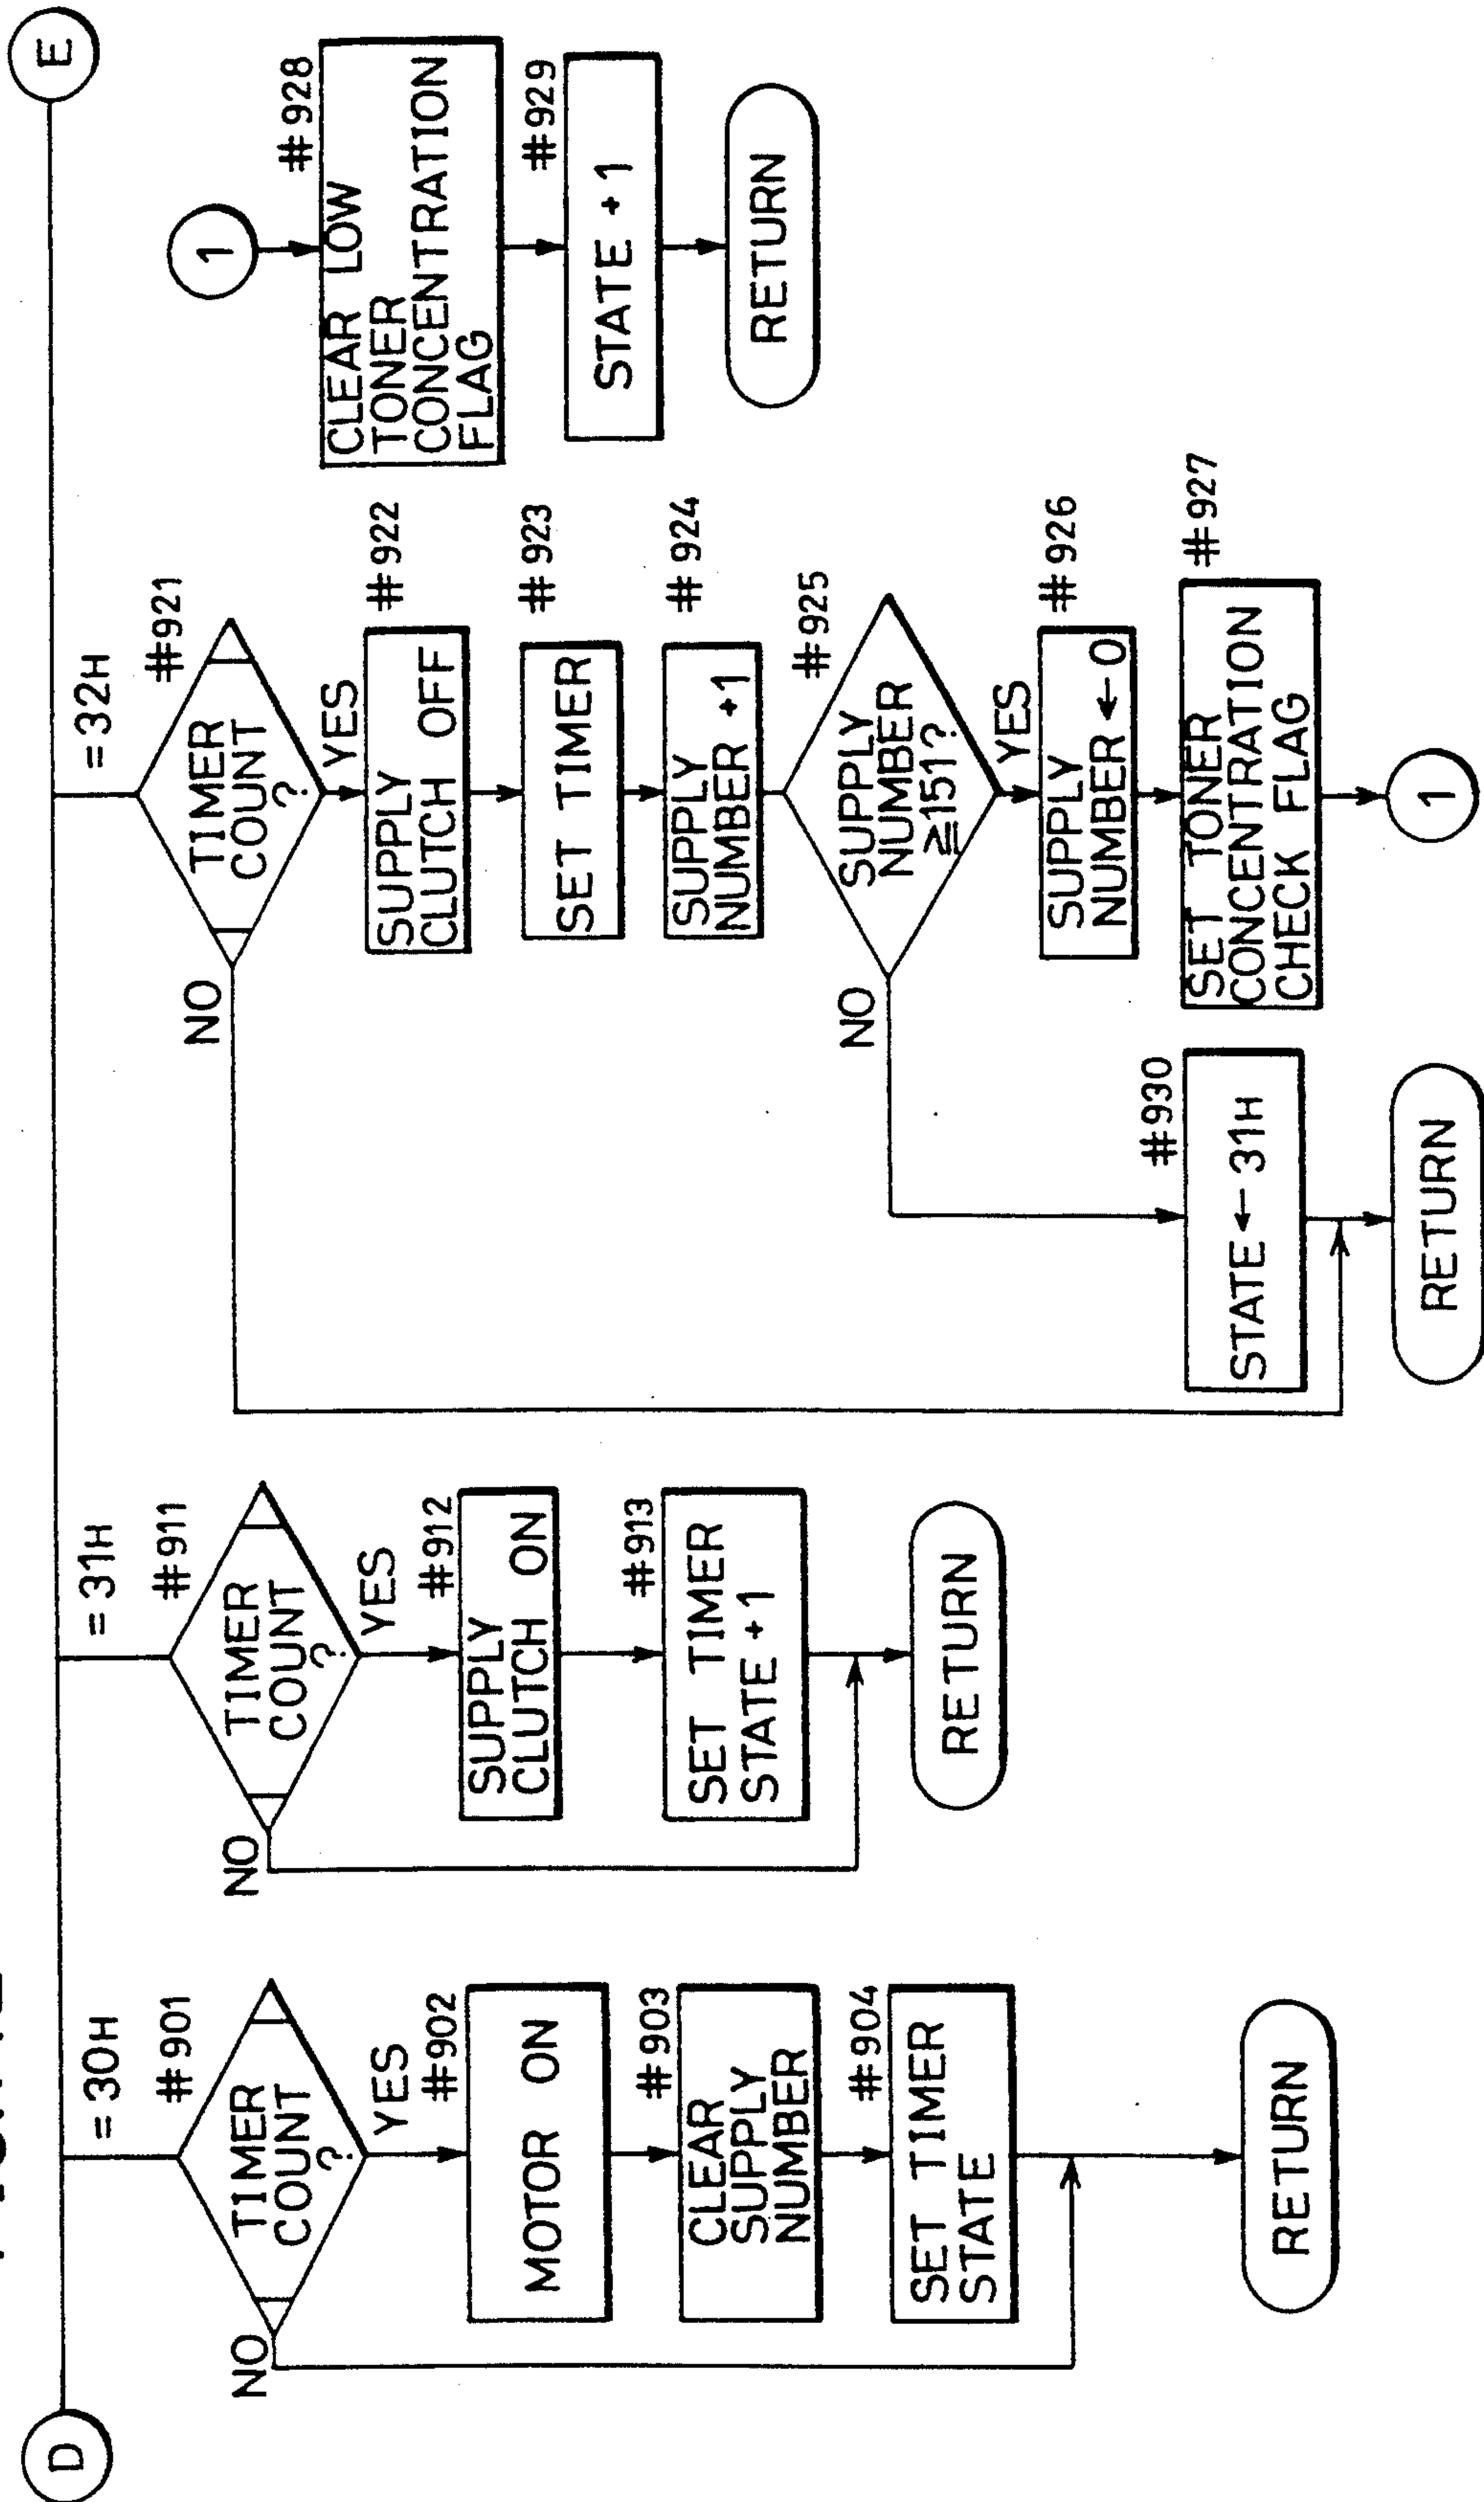 D
E
=30H
#901
TIMER
COUNT
?
NO
YES
#902
MOTOR ON
#903
CLEAR
SUPPLY
NUMBER
#904
SET TIMER
STATE
RETURN
=31H
#911
TIMER
COUNT
?
NO
YES
#912
SUPPLY
CLUTCH ON
#913
SET TIMER
STATE +1
RETURN
=32H
#921
TIMER
COUNT
?
NO
YES
#922
SUPPLY
CLUTCH OFF
#923
SET TIMER
#924
SUPPLY
NUMBER +1
#925
SUPPLY
NUMBER
≧151?
NO
YES
#926
SUPPLY
NUMBER ← 0
#927
SET TONER
CONCENTRATION
CHECK FLAG
1
#930
STATE ← 31H
RETURN
1
#928
CLEAR LOW
TONER
CONCENTRATION
FLAG
#929
STATE + 1
RETURN